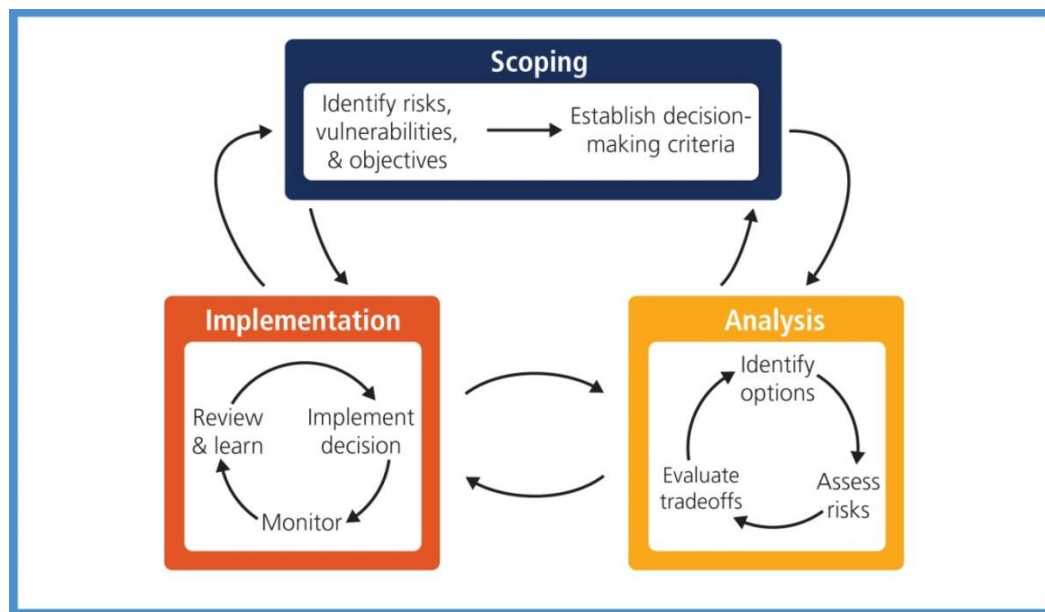 Scoping
Identify risks,
vulnerabilities,
& objectives
Establish decision-
making criteria
Implementation
Review
& learn
Implement
decision
Monitor
Analysis
Identify
options
Evaluate
tradeoffs
Assess
risks